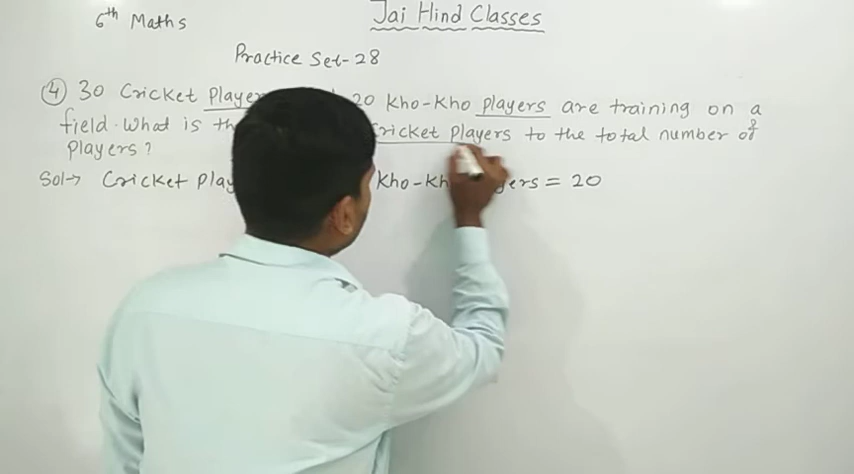 6th Maths
Jai Hind Classes
Practice Set-28
④ 30 Cricket Player 20 Kho-Kho players are training on a
field. What is th cricket players to the total number of
players?
Sol→ Cricket Play Kho-Kh yers = 20